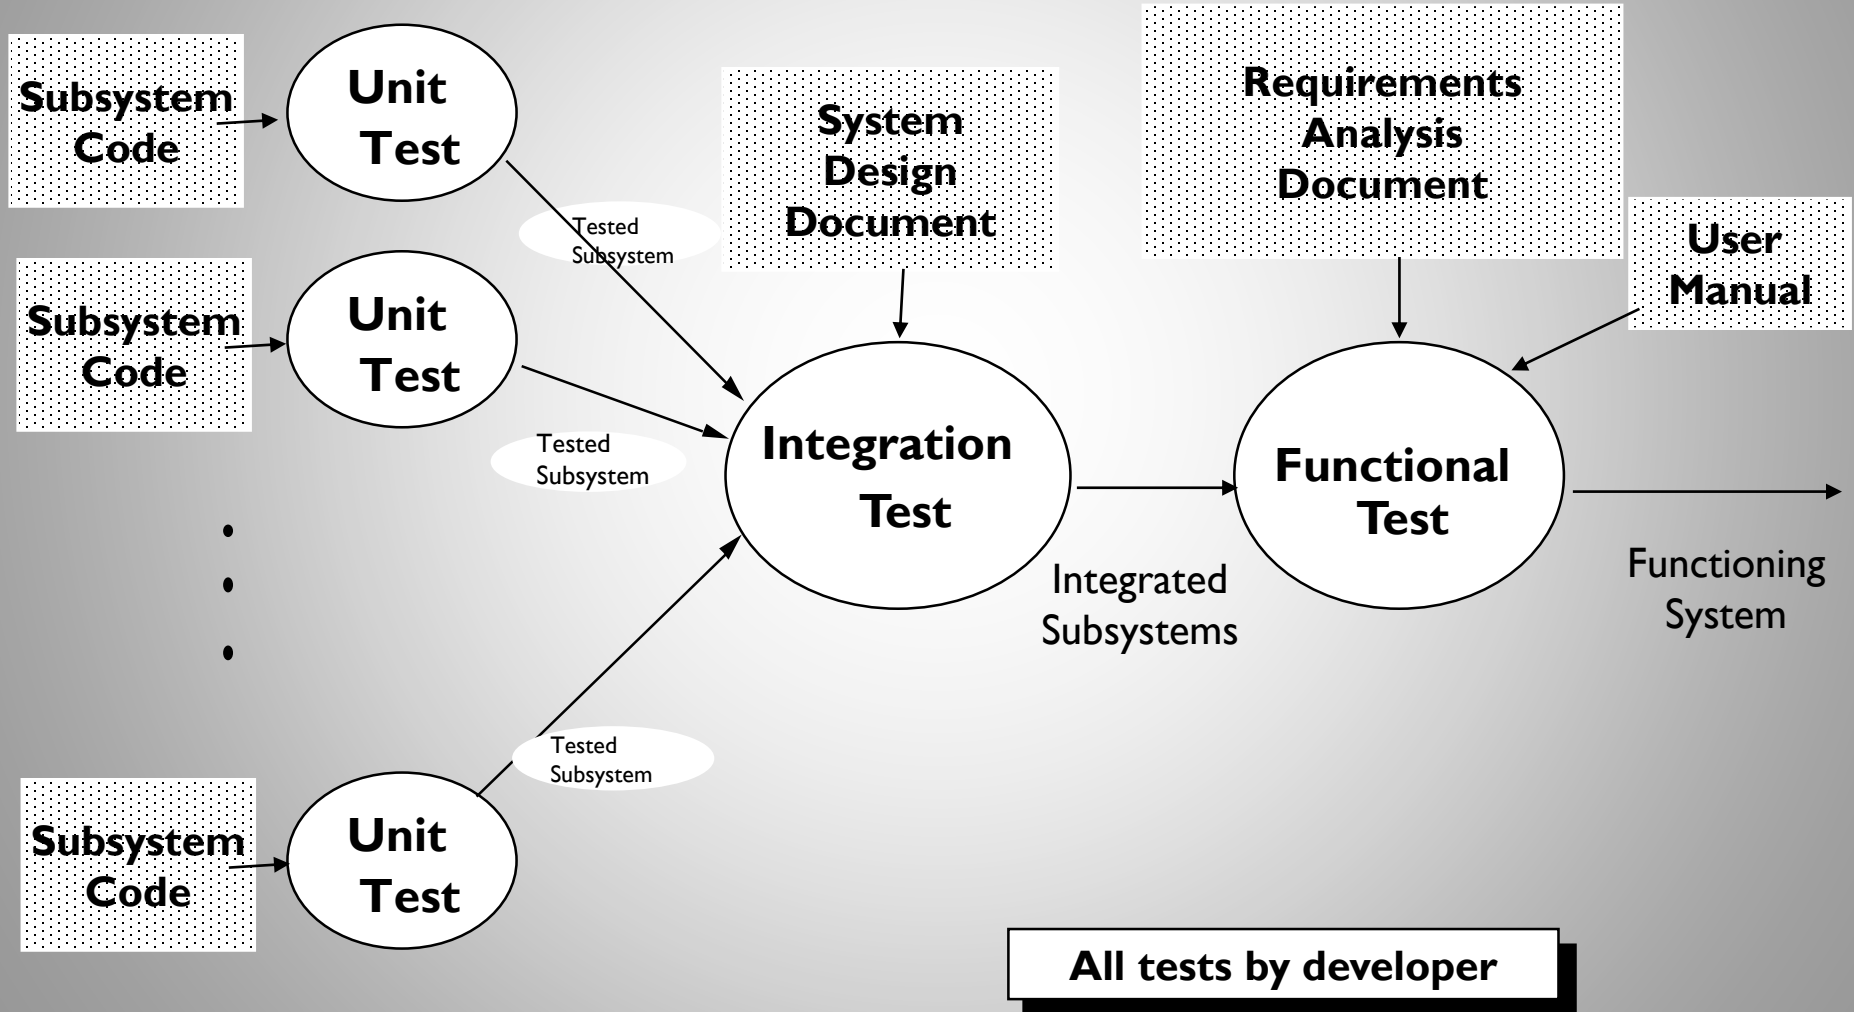 Subsystem
Code
Unit
Test
Tested
Subsystem
System
Design
Document
Requirements
Analysis
Document
User
Manual
Subsystem
Code
Unit
Test
Tested
Subsystem
Integration
Test
Integrated
Subsystems
Functional
Test
Functioning
System
Subsystem
Code
Unit
Test
Tested
Subsystem
All tests by developer